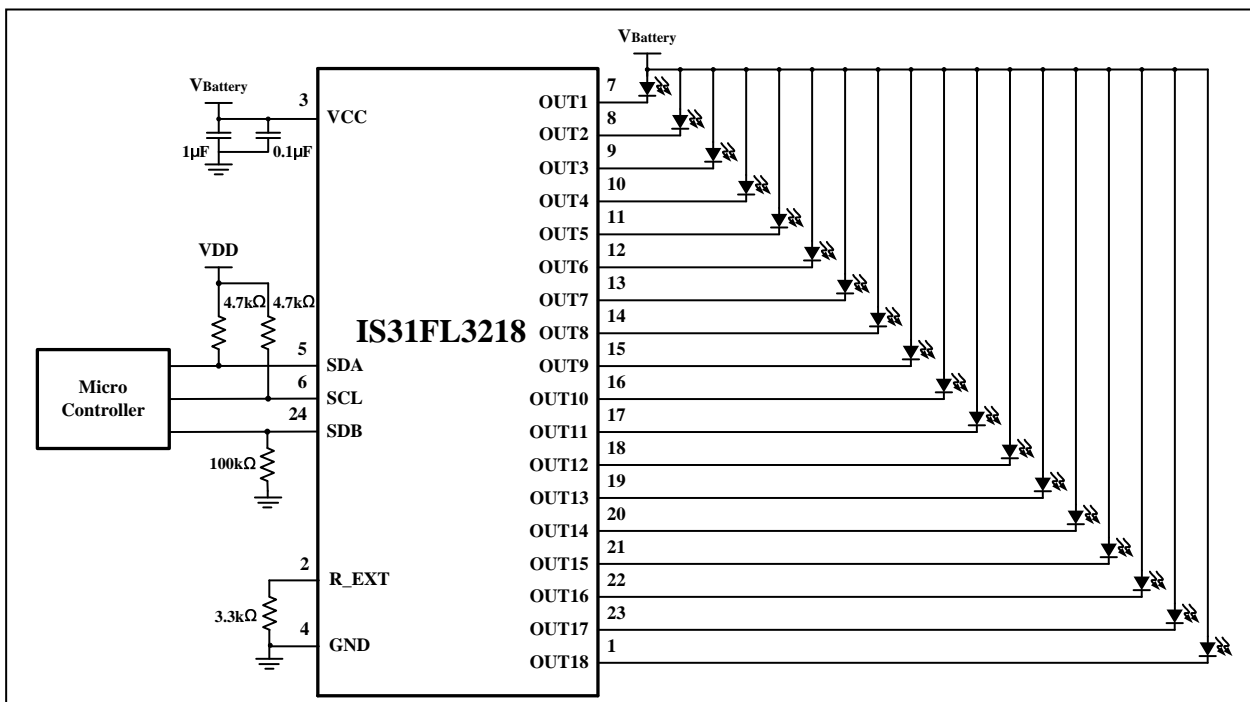 VBattery
VBattery
7
3
OUT1
VCC
8
OUT2
1μF
0.1μF
9
OUT3
10
OUT4
11
OUT5
VDD
12
OUT6
4.7kΩ 4.7kΩ
13
OUT7
IS31FL3218
14
OUT8
5
15
SDA
OUT9
Micro
Controller
6
16
SCL
OUT10
24
17
SDB
OUT11
18
100kΩ
OUT12
19
OUT13
20
OUT14
2
21
R_EXT
OUT15
22
OUT16
3.3kΩ
4
23
OUT17
GND
1
OUT18